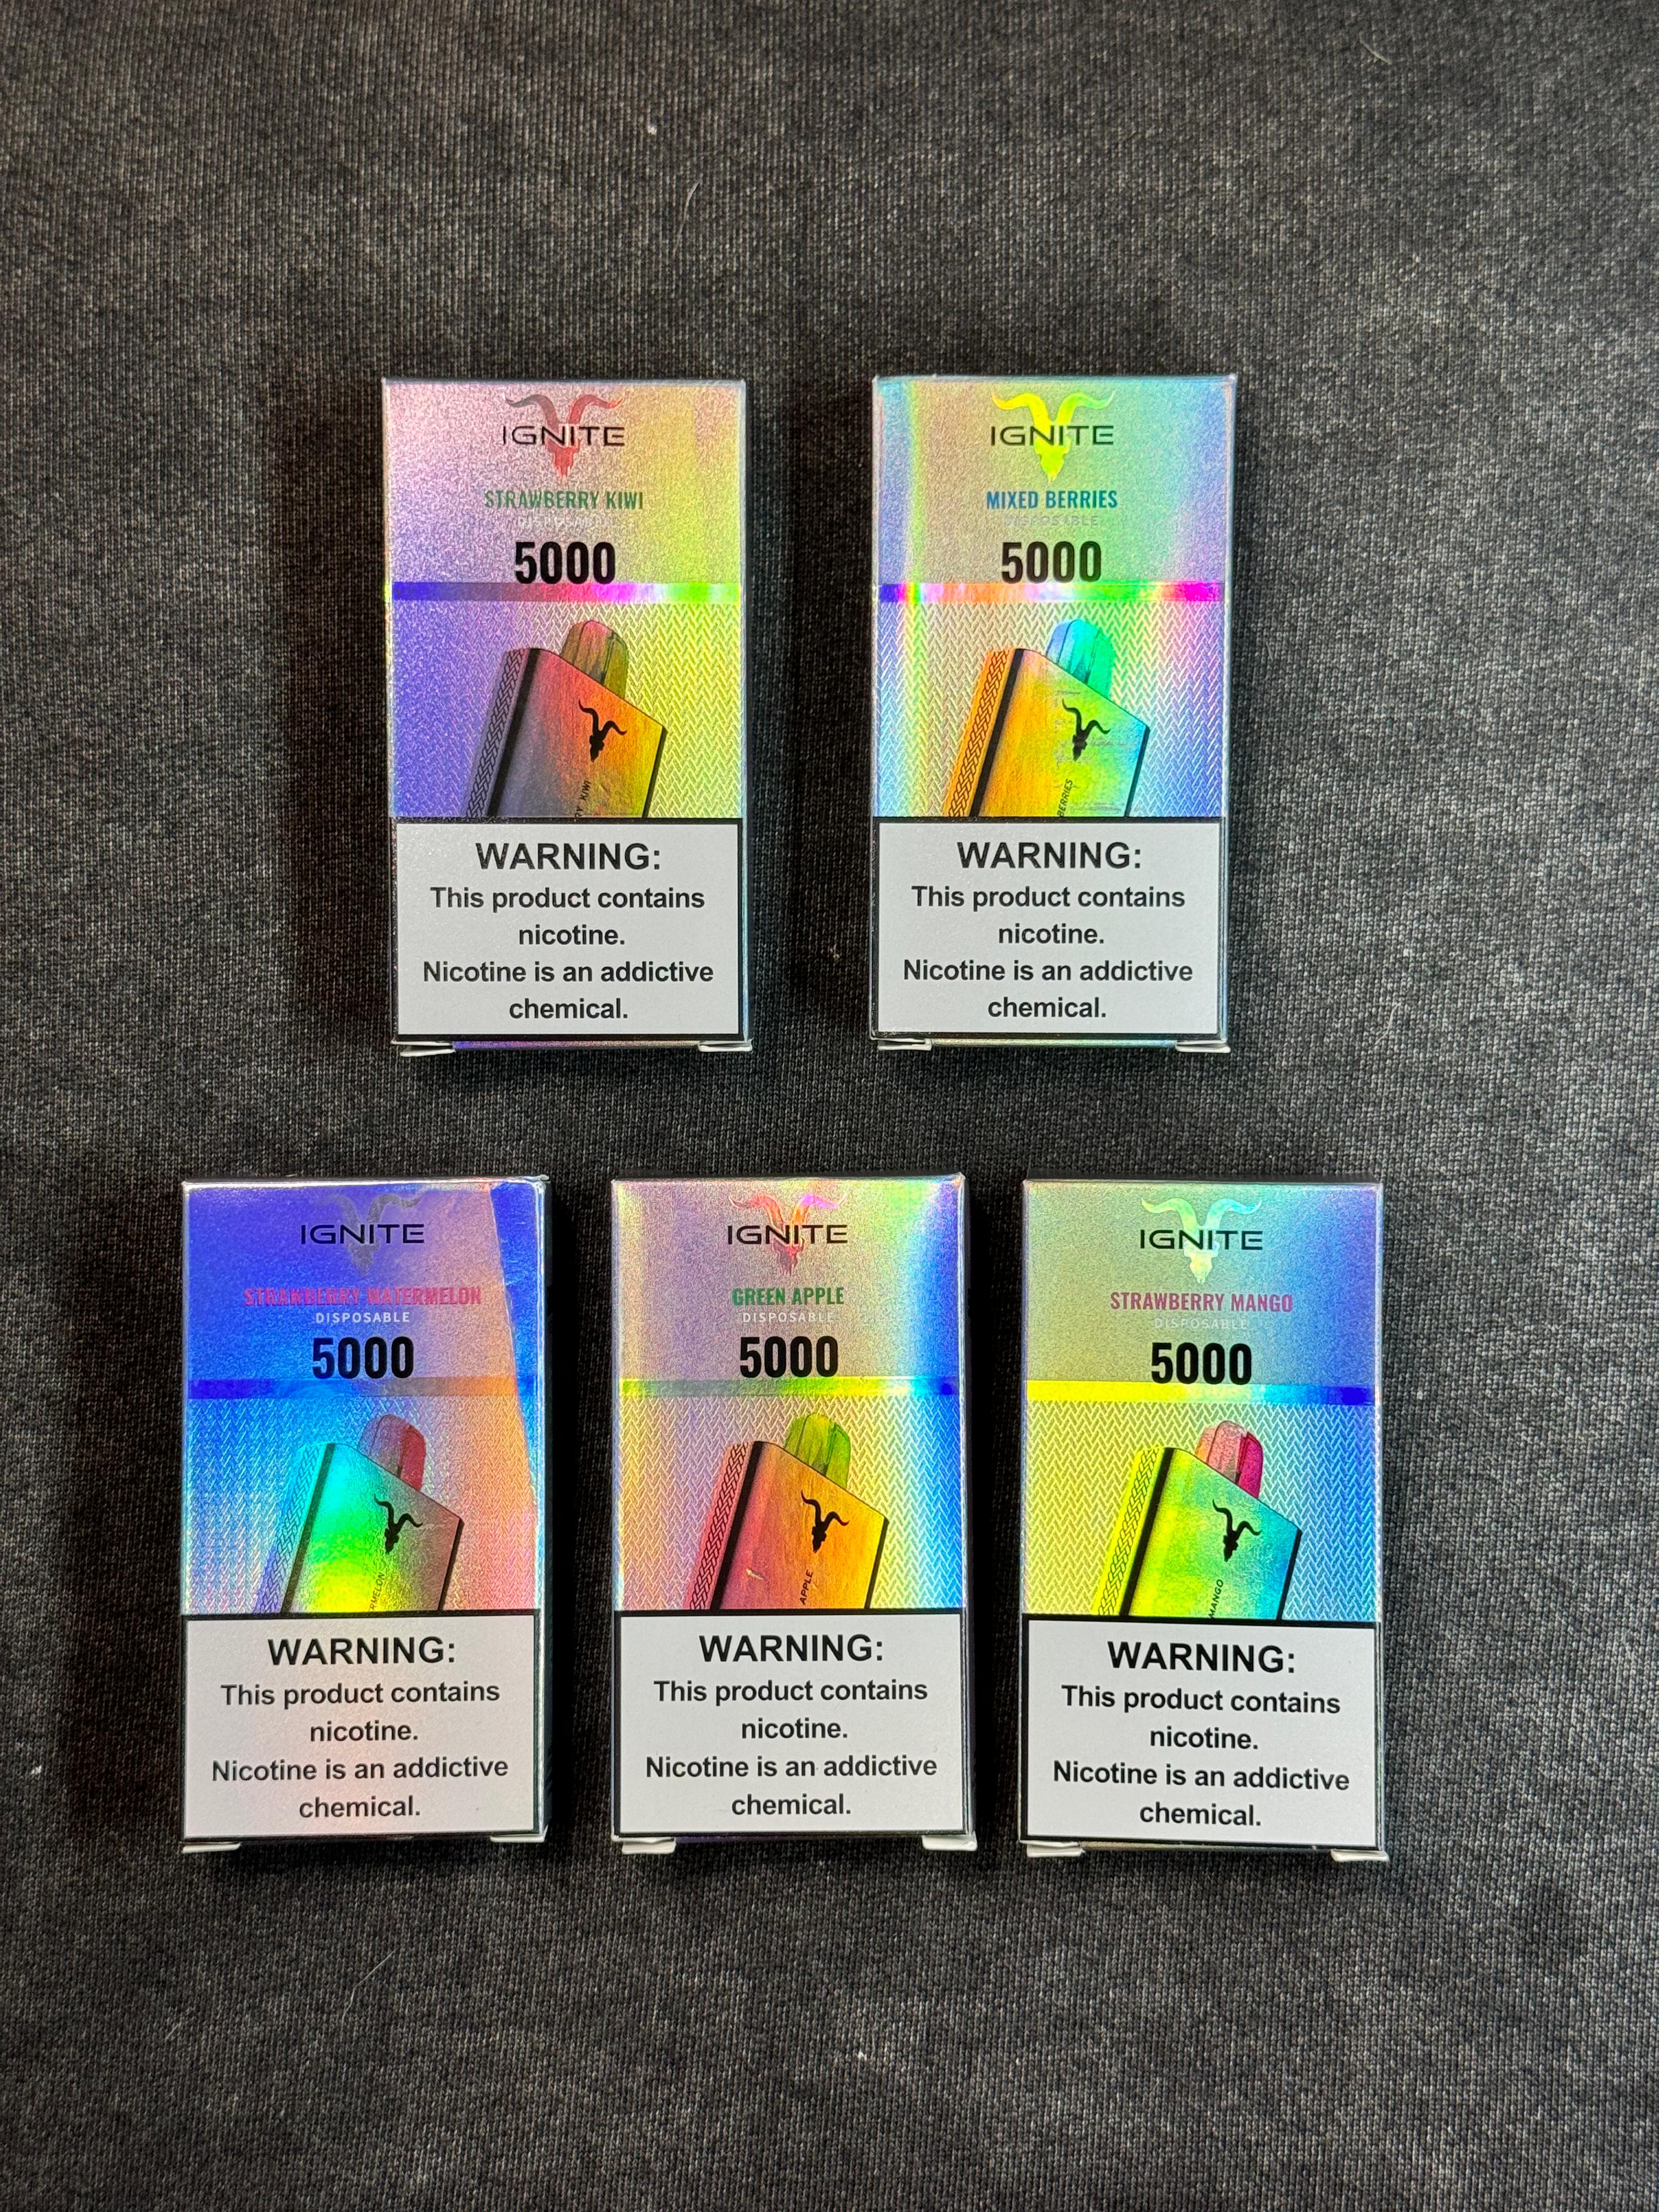 IGNITE
STRAWBERRY KIWI
DISPOSABLE
5000
KIWI
WARNING:
This product contains
nicotine.
Nicotine is an addictive
chemical.
IGNITE
MIXED BERRIES
DISPOSABLE
5000
BERRIES
WARNING:
This product contains
nicotine.
Nicotine is an addictive
chemical.
IGNITE
STRAWBERRY WATERMELON
DISPOSABLE
5000
RMELON
WARNING:
This product contains
nicotine.
Nicotine is an addictive
chemical.
IGNITE
GREEN APPLE
DISPOSABLE
5000
APPLE
WARNING:
This product contains
nicotine.
Nicotine is an addictive
chemical.
IGNITE
STRAWBERRY MANGO
DISPOSABLE
5000
MANGO
WARNING:
This product contains
nicotine.
Nicotine is an addictive
chemical.